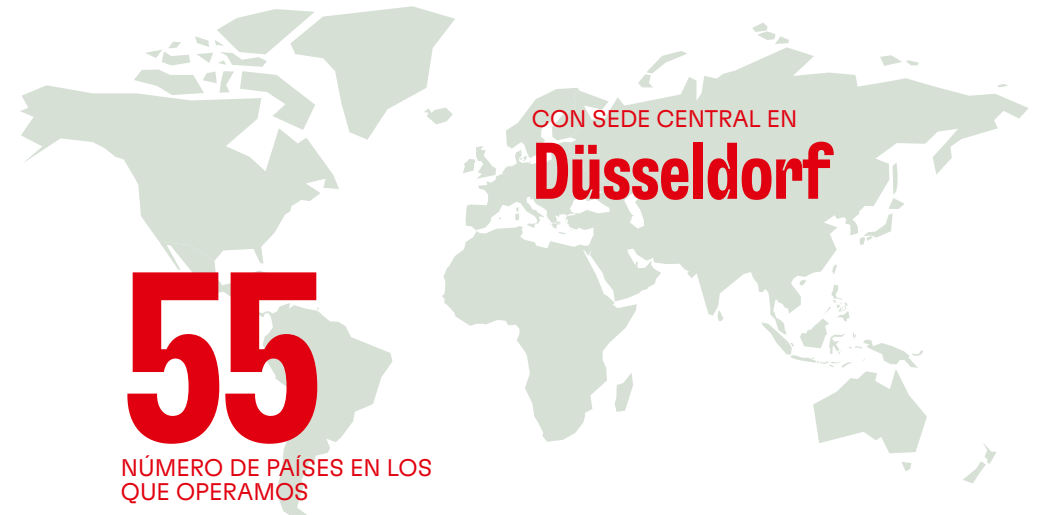 CON SEDE CENTRAL EN
Düsseldorf
55
NÚMERO DE PAÍSES EN LOS
QUE OPERAMOS